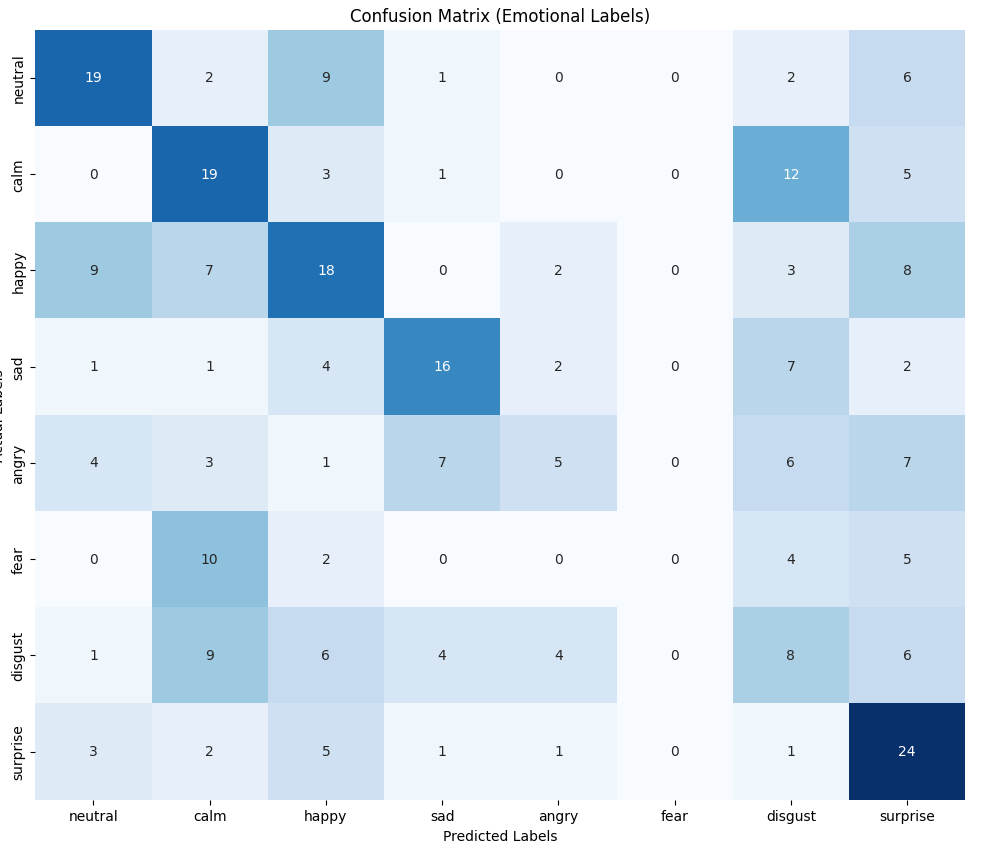 Confusion Matrix (Emotional Labels)
neutral 19 2 9 1 0 0 2 6
calm 0 19 3 1 0 0 12 5
happy 9 7 18 0 2 0 3 8
sad 1 1 4 16 2 0 7 2
angry 4 3 1 7 5 0 6 7
fear 0 10 2 0 0 0 4 5
disgust 1 9 6 4 4 0 8 6
surprise 3 2 5 1 1 0 1 24
neutral calm happy sad angry fear disgust surprise
Predicted Labels